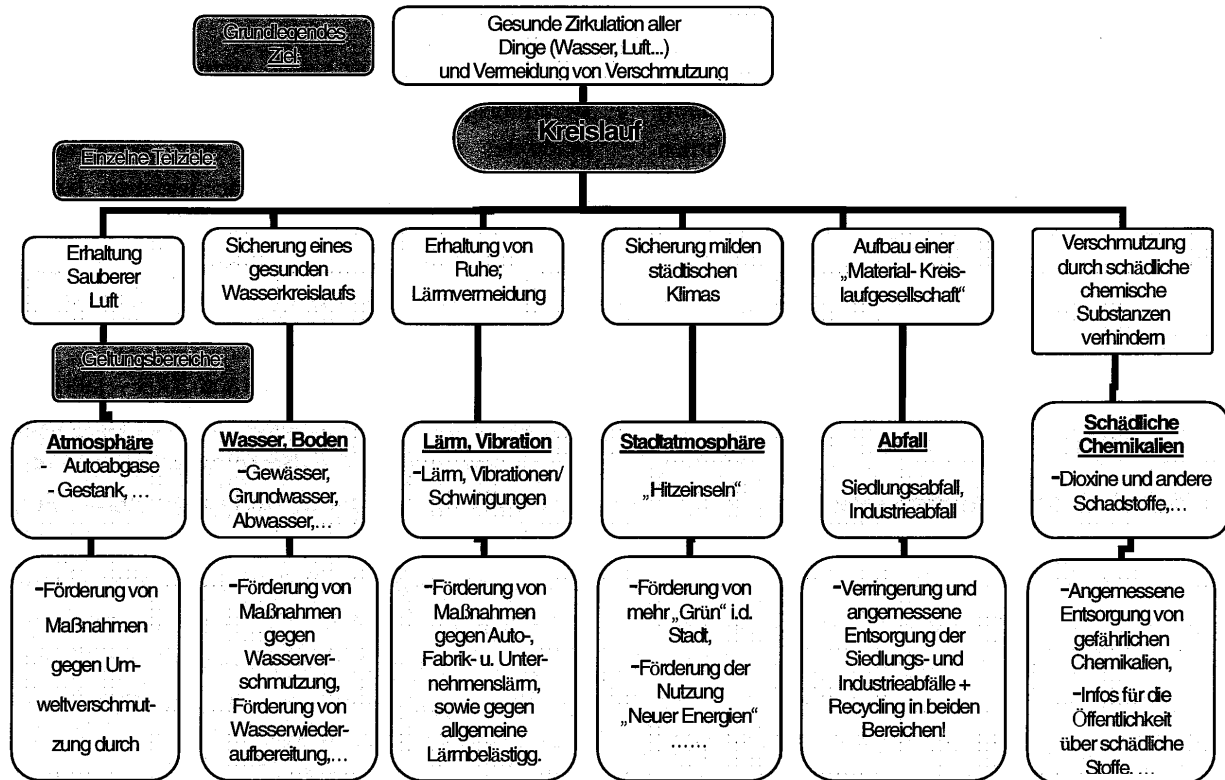 Grundlegendes
Ziel:
Gesunde Zirkulation aller
Dinge (Wasser, Luft...)
und Vermeidung von Verschmutzung
Kreislauf
Einzelne Teilziele:
Erhaltung
Sauberer
Luft
Sicherung eines
gesunden
Wasserkreislaufs
Erhaltung von
Ruhe;
Lärmvermeidung
Sicherung milden
städtischen
Klimas
Aufbau einer
„Material- Kreis-
laufgesellschaft“
Verschmutzung
durch schädliche
chemische
Substanzen
verhindern
Geltungsbereiche:
Atmosphäre
- Autoabgase
- Gestank, …
Wasser, Boden
-Gewässer,
Grundwasser,
Abwasser,…
Lärm, Vibration
-Lärm, Vibrationen/
Schwingungen
Stadtatmosphäre
„Hitzeinseln“
Abfall
Siedlungsabfall,
Industrieabfall
Schädliche
Chemikalien
-Dioxine und andere
Schadstoffe,…
-Förderung von
Maßnahmen
gegen Um-
weltverschmut-
zung durch
-Förderung von
Maßnahmen
gegen
Wasserver-
schmutzung,
Förderung von
Wasserwieder-
aufbereitung,…
-Förderung von
Maßnahmen
gegen Auto-,
Fabrik- u. Unter-
nehmenslärm,
sowie gegen
allgemeine
Lärmbelästigg.
-Förderung von
mehr „Grün“ i.d.
Stadt,
-Förderung der
Nutzung
„Neuer Energien“
……
-Verringerung und
angemessene
Entsorgung der
Siedlungs- und
Industrieabfälle +
Recycling in beiden
Bereichen!
-Angemessene
Entsorgung von
gefährlichen
Chemikalien,
-Infos für die
Öffentlichkeit
über schädliche
Stoffe, …